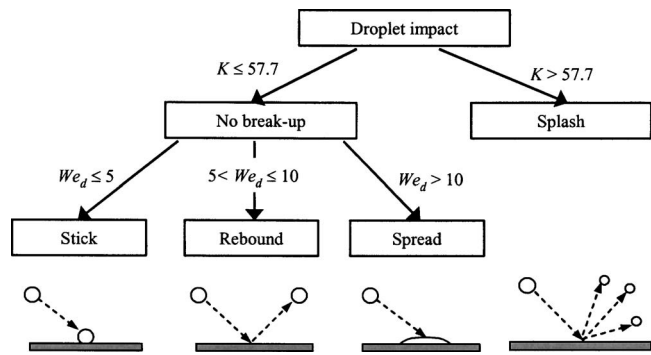 Droplet impact
K ≤ 57.7
K > 57.7
No break-up
Splash
We_d ≤ 5
5< We_d ≤ 10
We_d > 10
Stick
Rebound
Spread